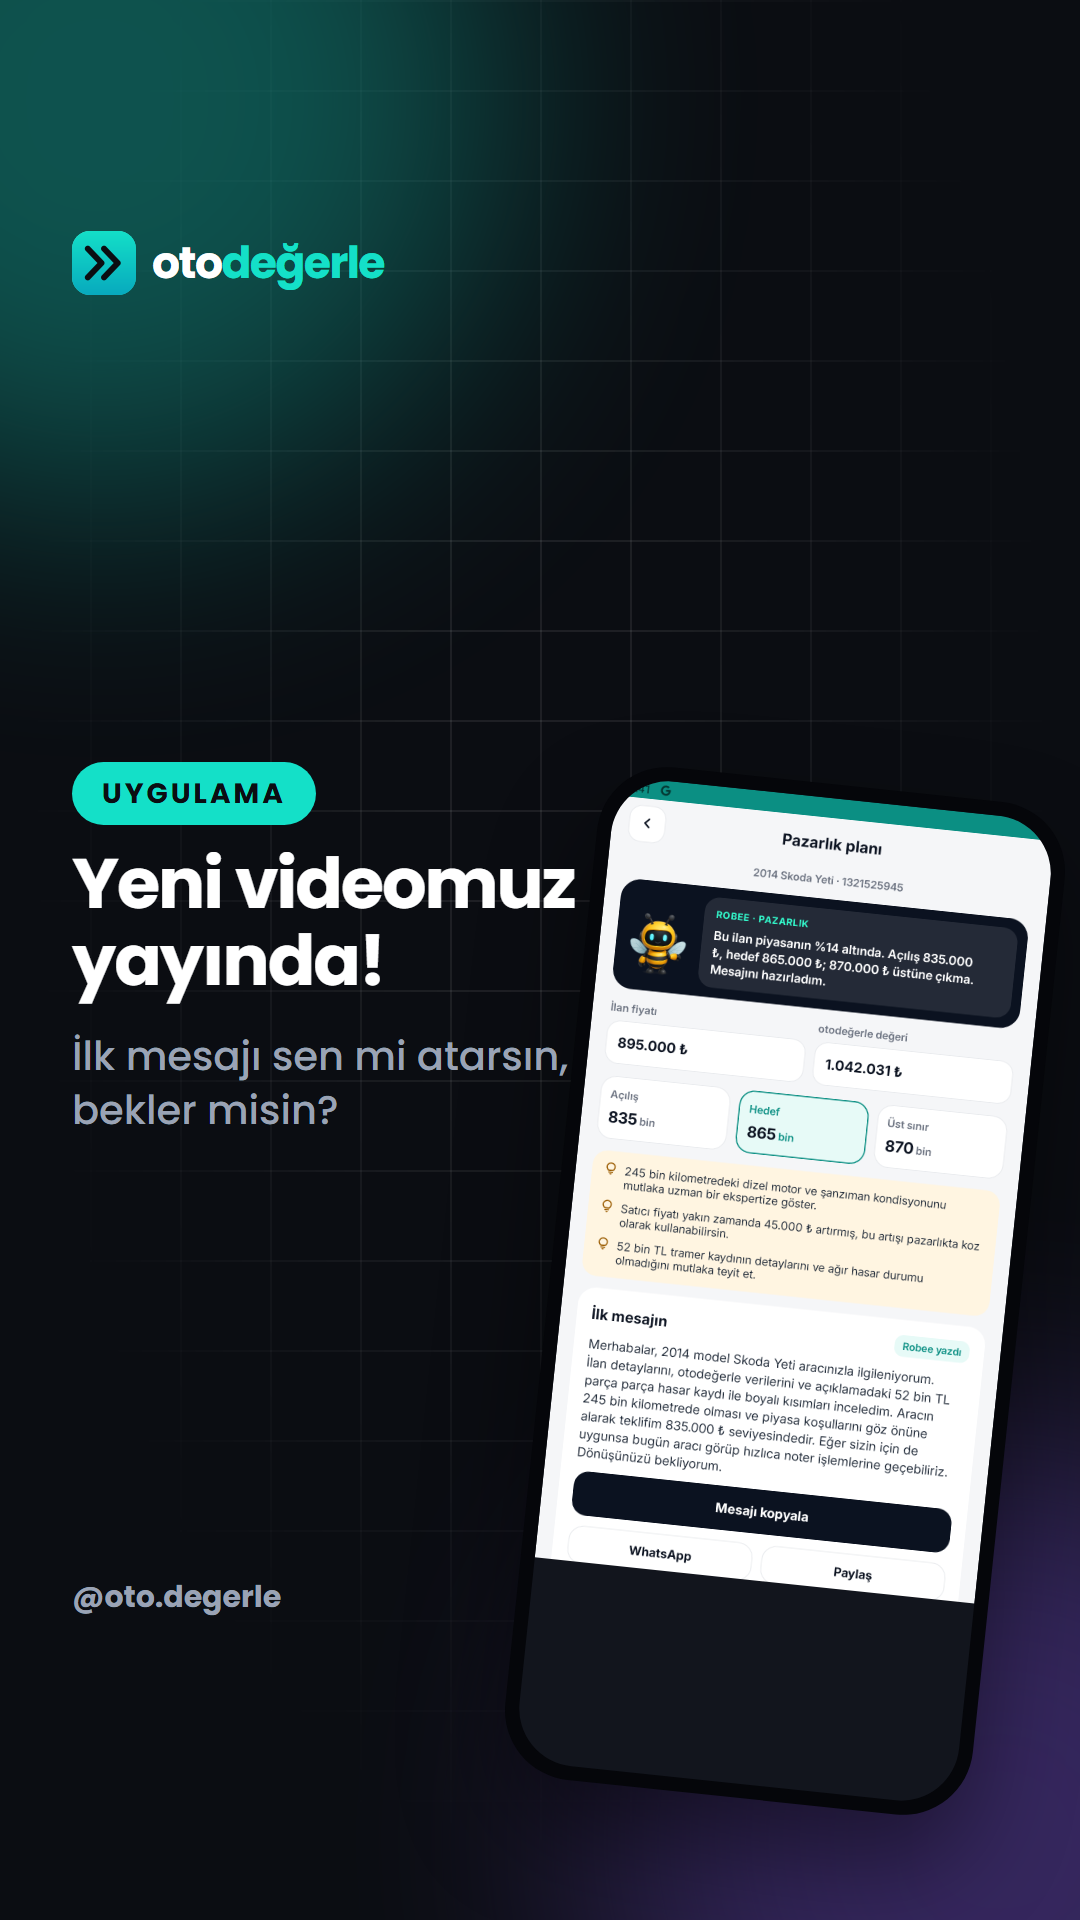 otodeğerle
UYGULAMA
Yeni videomuz
yayında!
İlk mesajı sen mi atarsın,
bekler misin?
@oto.degerle
G
Pazarlık planı
2014 Skoda Yeti · 1321525945
ROBEE · PAZARLIK
Bu ilan piyasanın %14 altında. Açılış 835.000
₺, hedef 865.000 ₺; 870.000 ₺ üstüne çıkma.
Mesajını hazırladım.
İlan fiyatı
895.000 ₺
otodeğerle değeri
1.042.031 ₺
Açılış
835 bin
Hedef
865 bin
Üst sınır
870 bin
245 bin kilometredeki dizel motor ve şanzıman kondisyonunu
mutlaka uzman bir ekspertize göster.
Satıcı fiyatı yakın zamanda 45.000 ₺ artırmış, bu artışı pazarlıkta koz
olarak kullanabilirsin.
52 bin TL tramer kaydının detaylarını ve ağır hasar durumu
olmadığını mutlaka teyit et.
İlk mesajın
Robee yazdı
Merhabalar, 2014 model Skoda Yeti aracınızla ilgileniyorum.
İlan detaylarını, otodeğerle verilerini ve açıklamadaki 52 bin TL
parça parça hasar kaydı ile boyalı kısımları inceledim. Aracın
245 bin kilometrede olması ve piyasa koşullarını göz önüne
alarak teklifim 835.000 ₺ seviyesindedir. Eğer sizin için de
uygunsa bugün aracı görüp hızlıca noter işlemlerine geçebiliriz.
Dönüşünüzü bekliyorum.
Mesajı kopyala
WhatsApp
Paylaş